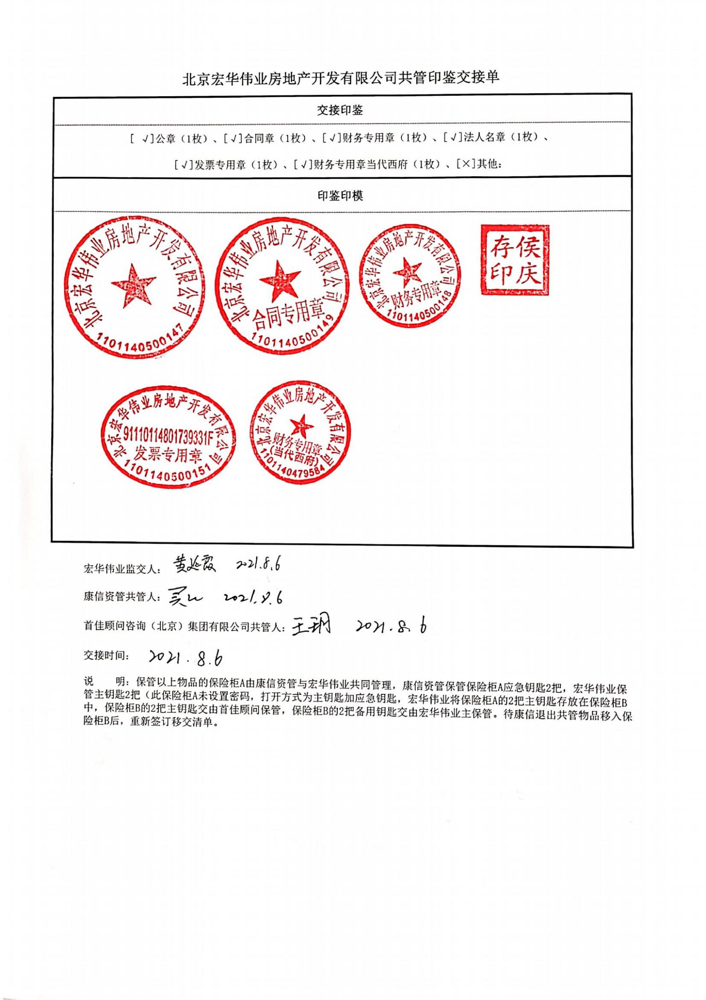 北京宏华伟业房地产开发有限公司共管印鉴交接单
交接印鉴
[ √]公章（1枚）、[√]合同章（1枚）、[√]财务专用章（1枚）、[√]法人名章（1枚）、
[√]发票专用章（1枚）、[√]财务专用章当代西府（1枚）、[×]其他：
印鉴印模
北京宏华伟业房地产开发有限公司
1101140500147
北京宏华伟业房地产开发有限公司
合同专用章
1101140500149
北京宏华伟业房地产开发有限公司
财务专用章
1101140500148
侯庆
存印
北京宏华伟业房地产开发有限公司
91110114801739331F
发票专用章
1101140500151
北京宏华伟业房地产开发有限公司
财务专用章
(当代西府)
1101140479584
宏华伟业监交人： 黄延霞 2021.8.6
康信资管共管人： 2021.8.6
首佳顾问咨询（北京）集团有限公司共管人：王玥 2021.8.6
交接时间： 2021.8.6
说　　明：保管以上物品的保险柜A由康信资管与宏华伟业共同管理，康信资管保管保险柜A应急钥匙2把，宏华伟业保
管主钥匙2把（此保险柜A未设置密码，打开方式为主钥匙加应急钥匙，宏华伟业将保险柜A的2把主钥匙存放在保险柜B
中，保险柜B的2把主钥匙交由首佳顾问保管，保险柜B的2把备用钥匙交由宏华伟业主保管。待康信退出共管物品移入保
险柜B后，重新签订移交清单。